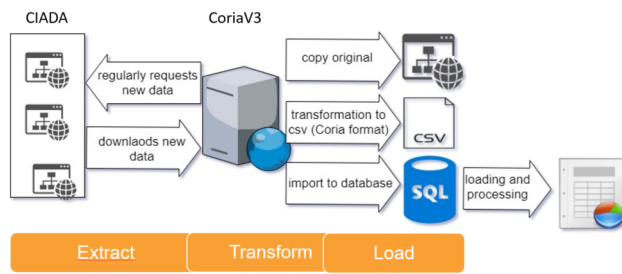 CIADA
CoriaV3
regularly requests
new data
downlaods new
data
copy original
transformation to
csv (Coria format)
CSV
import to database
SQL
loading and
processing
Extract
Transform
Load